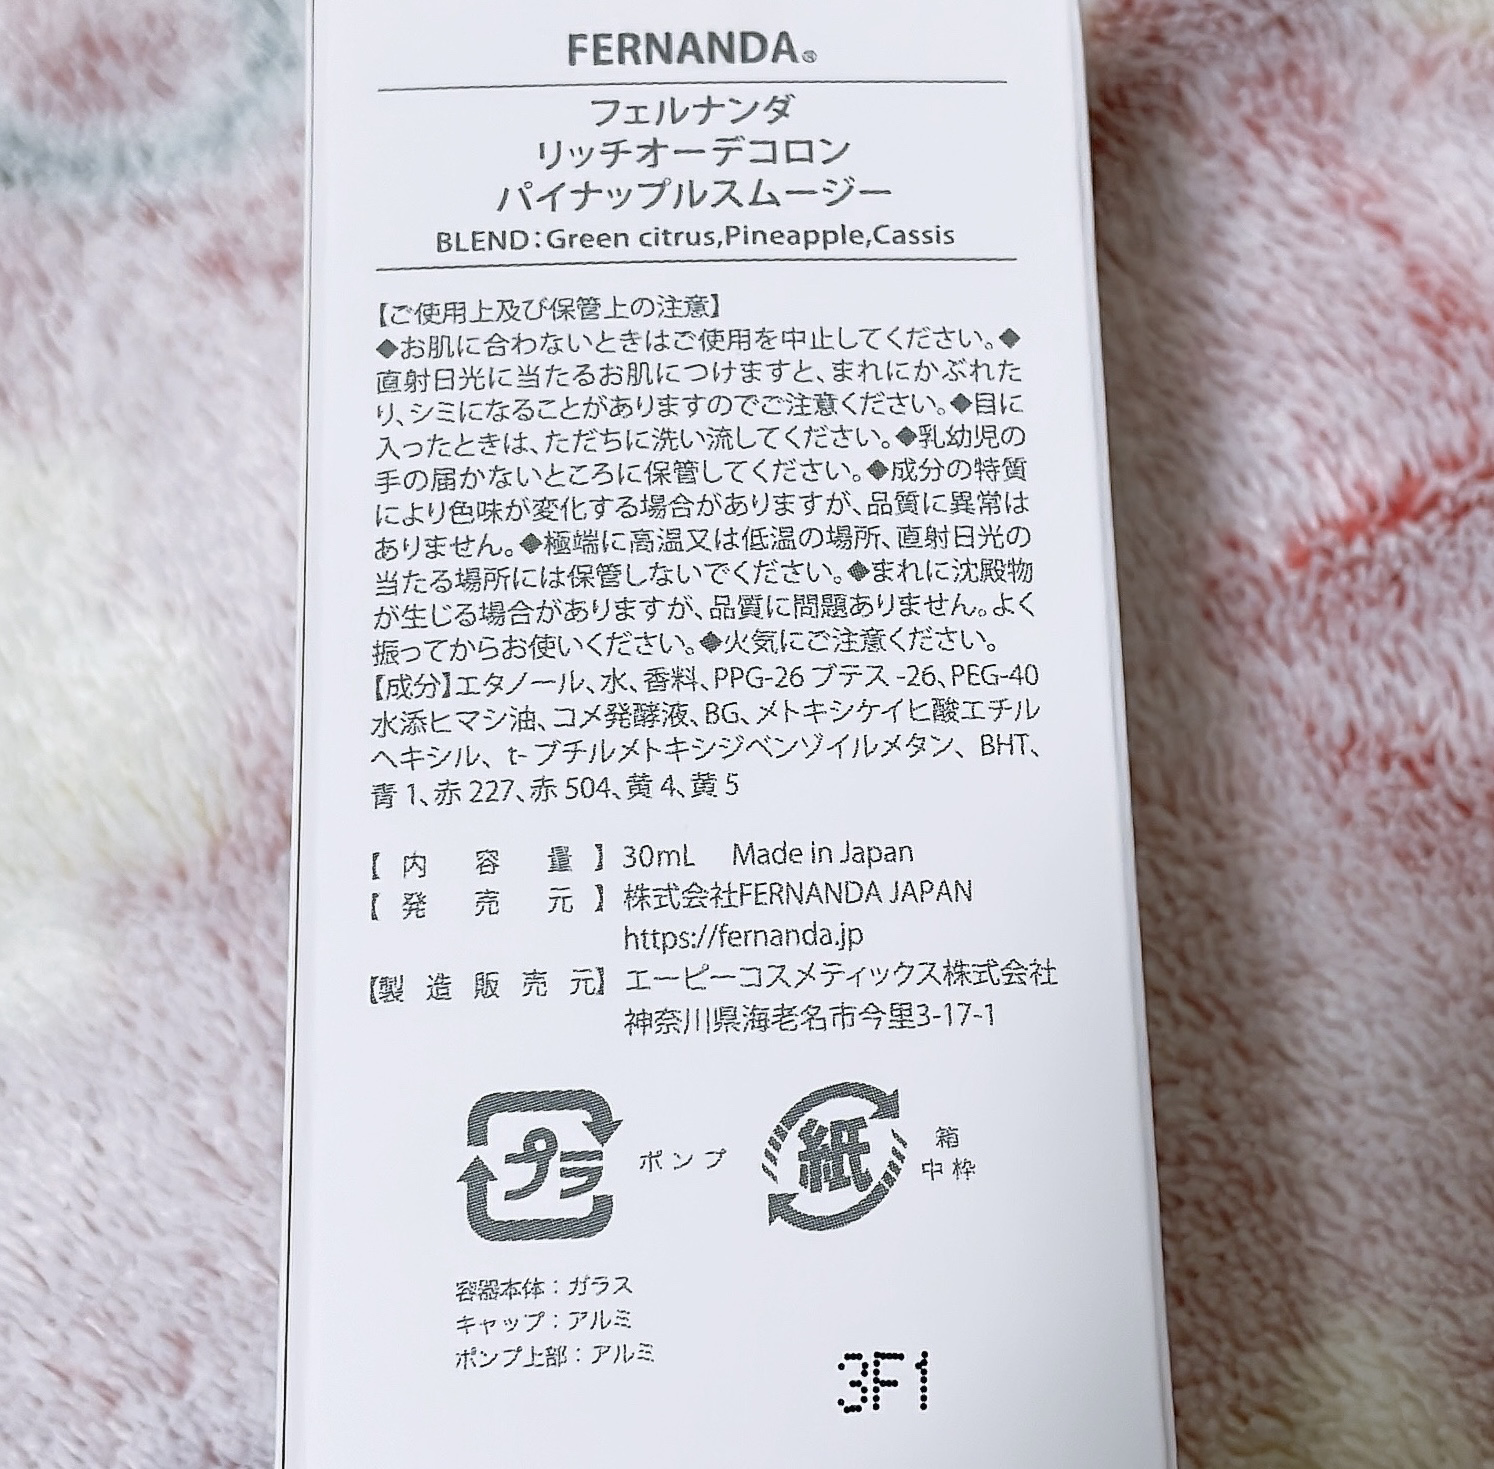 FERNANDA®
フェルナンダ
リッチオーデコロン
パイナップルスムージー
BLEND:Green citrus,Pineapple,Cassis
【ご使用上及び保管上の注意】
◆お肌に合わないときはご使用を中止してください。◆
直射日光に当たるお肌につけますと、まれにかぶれた
り、シミになることがありますのでご注意ください。◆目に
入ったときは、ただちに洗い流してください。◆乳幼児の
手の届かないところに保管してください。◆成分の特質
により色味が変化する場合がありますが、品質に異常は
ありません。◆極端に高温又は低温の場所、直射日光の
当たる場所には保管しないでください。◆まれに沈殿物
が生じる場合がありますが、品質に問題ありません。よく
振ってからお使いください。◆火気にご注意ください。
【成分】エタノール、水、香料、PPG-26 ブテス -26、PEG-40
水添ヒマシ油、コメ発酵液、BG、メトキシケイヒ酸エチル
ヘキシル、t-ブチルメトキシジベンゾイルメタン、BHT、
青 1、赤 227、赤 504、黄 4、黄 5
【内容量】30mL Made in Japan
【発売元】株式会社FERNANDA JAPAN
https://fernanda.jp
【製造販売元】エーピーコスメティックス株式会社
神奈川県海老名市今里3-17-1
プラ ポンプ
紙 箱
中枠
容器本体：ガラス
キャップ：アルミ
ポンプ上部：アルミ
3F1